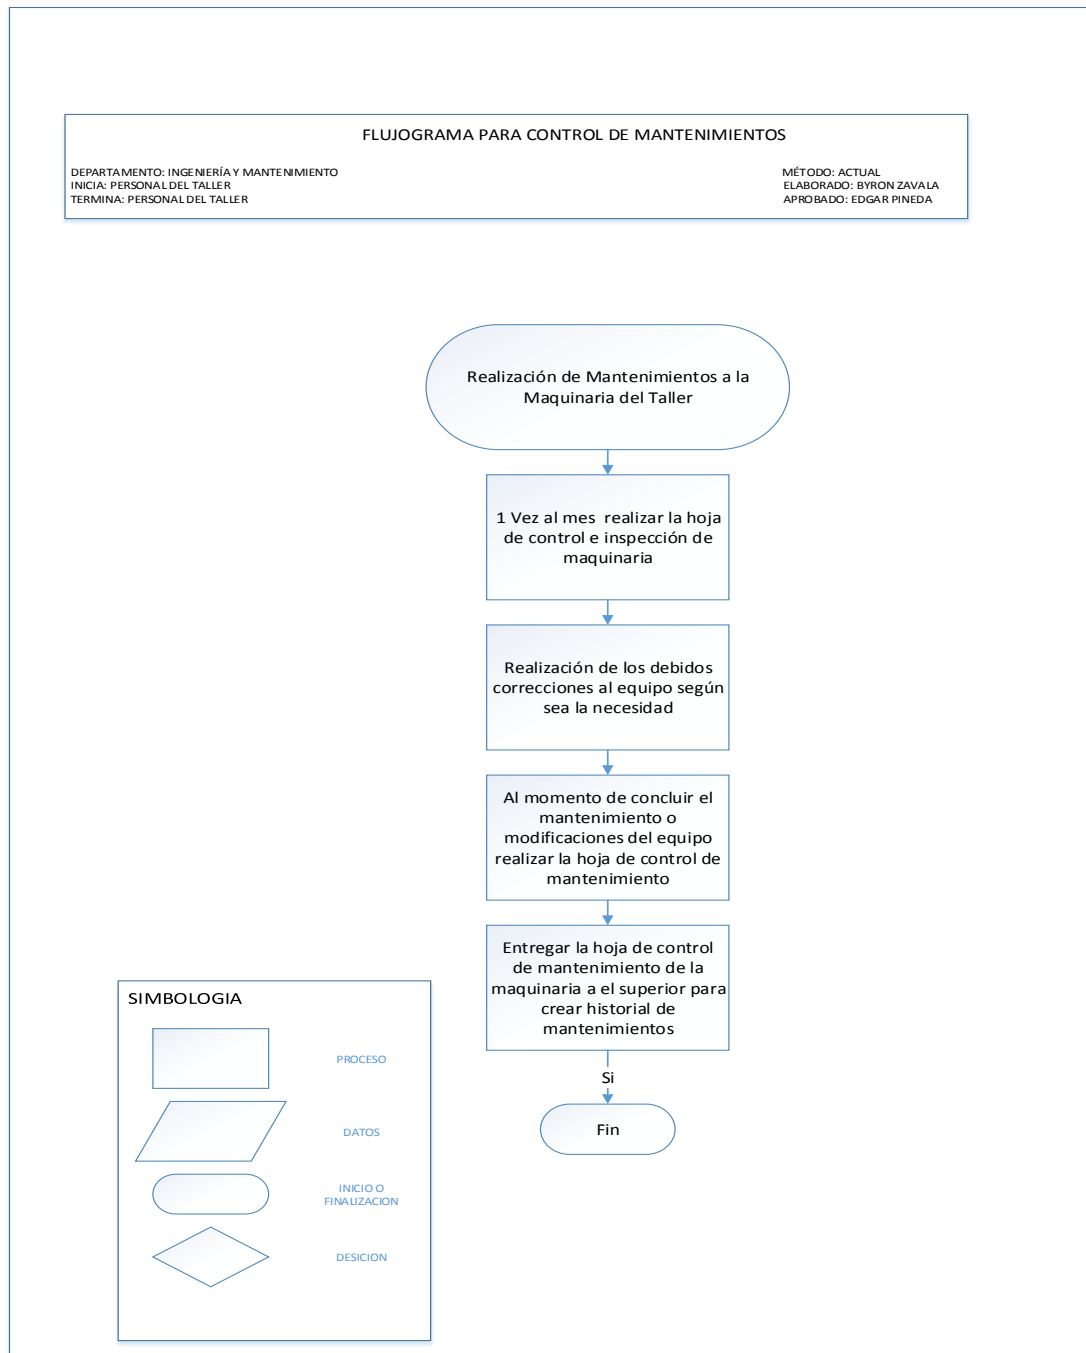 FLUJOGRAMA PARA CONTROL DE MANTENIMIENTOS
DEPARTAMENTO: INGENIERÍA Y MANTENIMIENTO
INICIA: PERSONAL DEL TALLER
TERMINA: PERSONAL DEL TALLER
MÉTODO: ACTUAL
ELABORADO: BYRON ZAVALA
APROBADO: EDGAR PINEDA
Realización de Mantenimientos a la
Maquinaria del Taller
1 Vez al mes  realizar la hoja
de control e inspección de
maquinaria
Realización de los debidos
correcciones al equipo según
sea la necesidad
Al momento de concluir el
mantenimiento o
modificaciones del equipo
realizar la hoja de control de
mantenimiento
Entregar la hoja de control
de mantenimiento de la
maquinaria a el superior para
crear historial de
mantenimientos
Si
Fin
SIMBOLOGIA
PROCESO
DATOS
INICIO O
FINALIZACION
DESICION